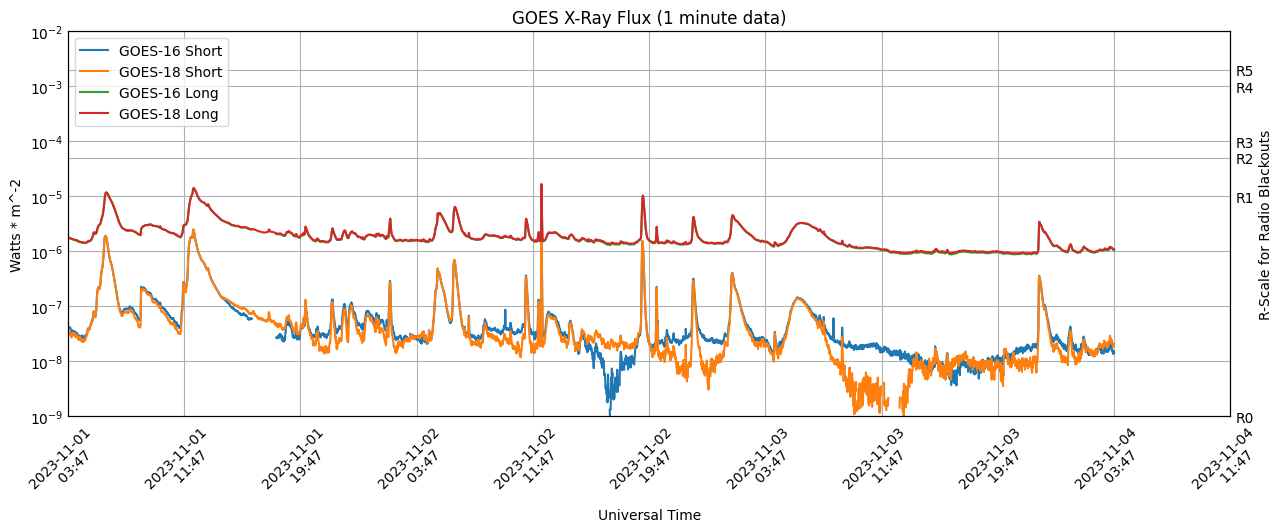 GOES X-Ray Flux (1 minute data)
GOES-16 Short
GOES-18 Short
GOES-16 Long
GOES-18 Long
Watts * m^-2
10⁻²
10⁻³
10⁻⁴
10⁻⁵
10⁻⁶
10⁻⁷
10⁻⁸
10⁻⁹
R5
R4
R3
R2
R1
R0
R-Scale for Radio Blackouts
2023-11-01
03:47
2023-11-01
11:47
2023-11-01
19:47
2023-11-02
03:47
2023-11-02
11:47
2023-11-02
19:47
2023-11-03
03:47
2023-11-03
11:47
2023-11-03
19:47
2023-11-04
03:47
2023-11-04
11:47
Universal Time